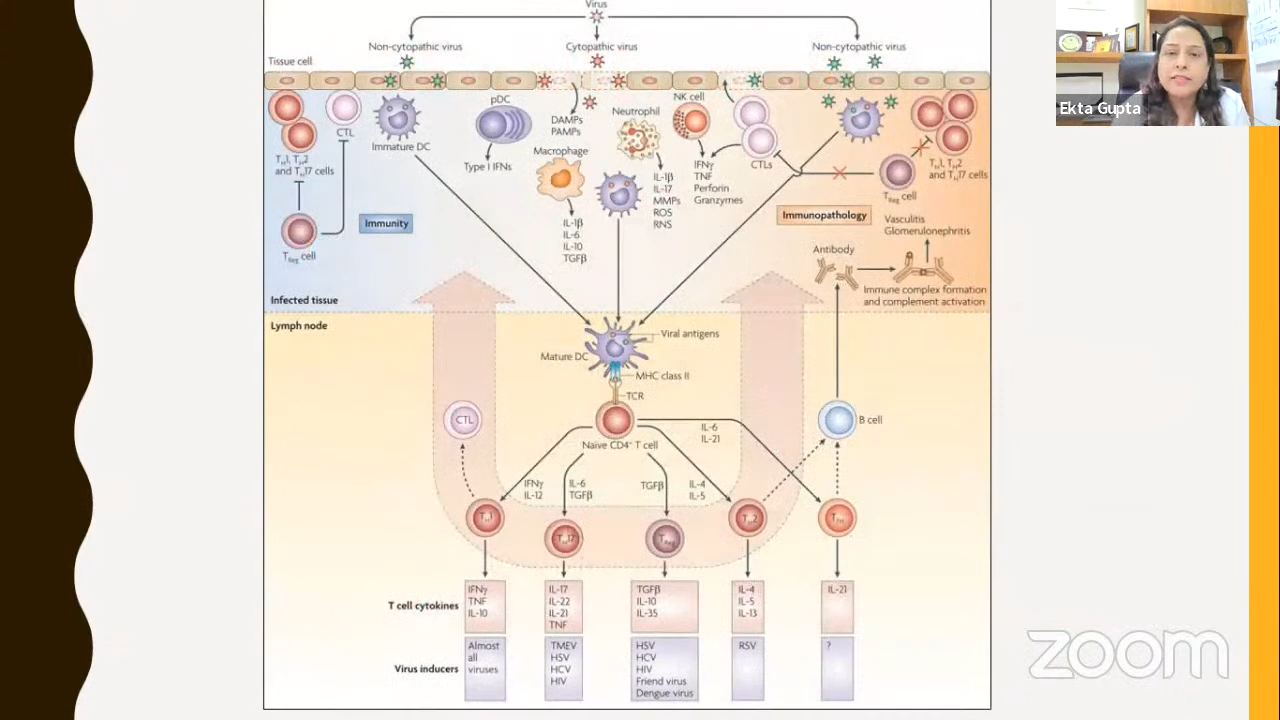 Virus
Non-cytopathic virus
Cytopathic virus
Non-cytopathic virus
Tissue cell
CTL
Immature DC
pDC
Type I IFNs
DAMPs
PAMPs
Macrophage
IL-1β
IL-6
IL-10
TGFβ
Neutrophil
IL-1β
IL-17
MMPs
ROS
RNS
NK cell
IFNγ
TNF
Perforin
Granzymes
CTLs
TH1, TH2
and TH17 cells
TReg cell
Immunity
TH1, TH2
and TH17 cells
TReg cell
Immunopathology
Vasculitis
Glomerulonephritis
Antibody
Immune complex formation
and complement activation
Infected tissue
Lymph node
Viral antigens
Mature DC
MHC class II
TCR
CTL
Naive CD4+ T cell
B cell
IL-6
IL-21
IFNγ
IL-12
IL-6
TGFβ
TGFβ
IL-4
IL-5
TH1
TH17
TReg
TH2
TFH
T cell cytokines
IFNγ
TNF
IL-10
IL-17
IL-22
IL-21
TNF
TGFβ
IL-10
IL-35
IL-4
IL-5
IL-13
IL-21
Virus inducers
Almost
all
viruses
TMEV
HSV
HCV
HIV
HSV
HCV
HIV
Friend virus
Dengue virus
RSV
?
Ekta Gupta
zoom